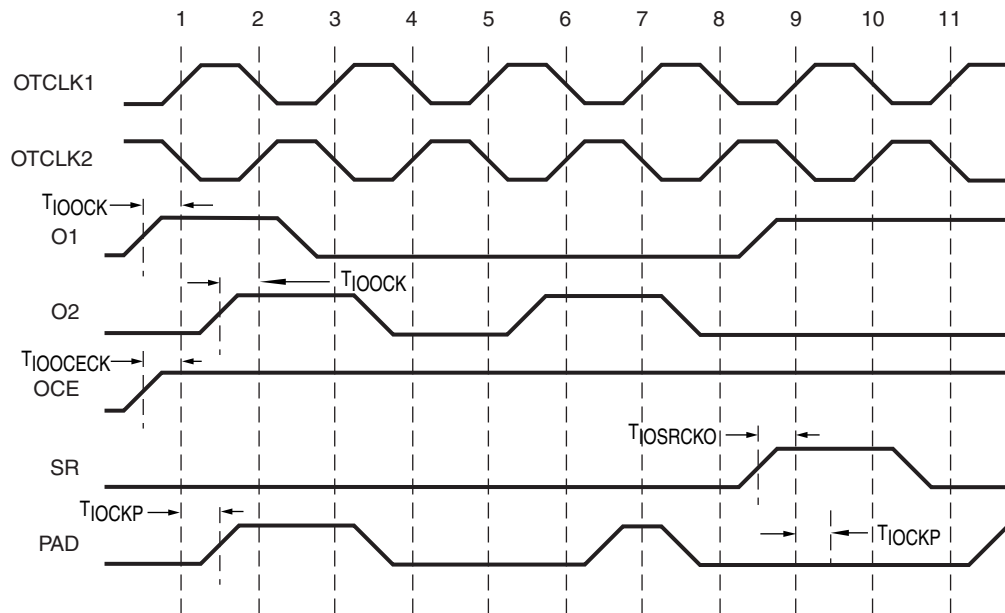 1 2 3 4 5 6 7 8 9 10 11
OTCLK1
OTCLK2
TIOOCK
O1
TIOOCK
O2
TIOOCECK
OCE
TIOSRCKO
SR
TIOCKP
PAD
TIOCKP